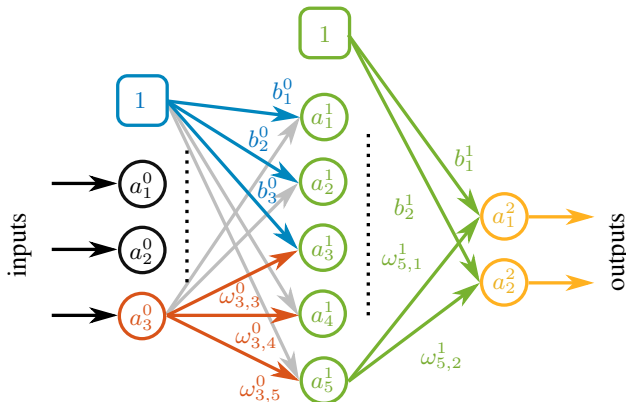 1
1
b_1^0
a_1^1
b_2^0
b_1^1
a_1^0
b_3^0
a_2^1
b_2^1
a_1^2
inputs
a_2^0
a_3^1
ω_{5,1}^1
outputs
a_2^2
ω_{3,3}^0
a_3^0
ω_{3,4}^0
a_4^1
ω_{5,2}^1
ω_{3,5}^0
a_5^1